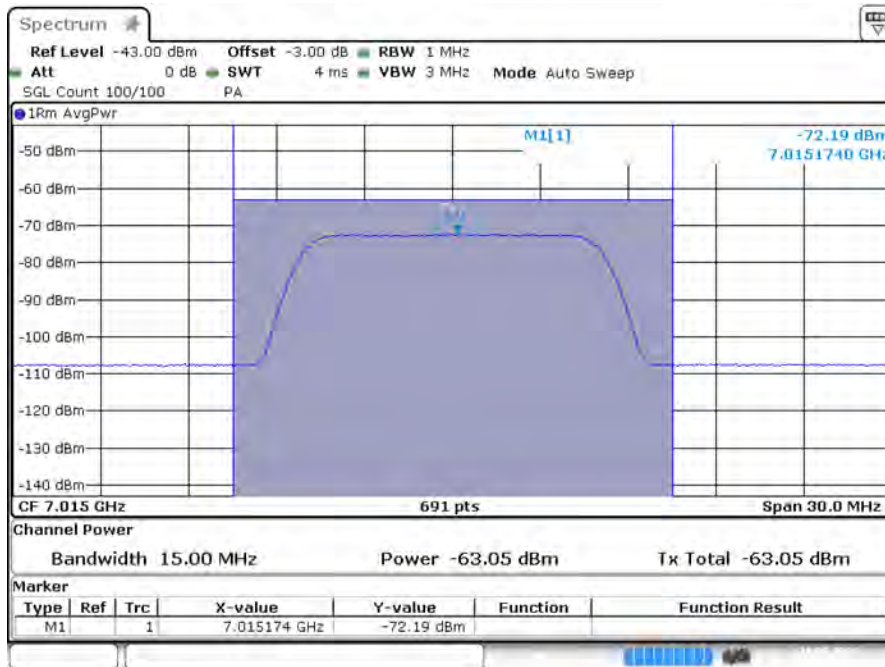 Spectrum
Ref Level -43.00 dBm Offset -3.00 dB RBW 1 MHz
Att 0 dB SWT 4 ms VBW 3 MHz Mode Auto Sweep
SGL Count 100/100 PA
1Rm AvgPwr
M1[1] -72.19 dBm
7.0151740 GHz
-50 dBm
-60 dBm
-70 dBm
-80 dBm
-90 dBm
-100 dBm
-110 dBm
-120 dBm
-130 dBm
-140 dBm
CF 7.015 GHz 691 pts Span 30.0 MHz
Channel Power
Bandwidth 15.00 MHz Power -63.05 dBm Tx Total -63.05 dBm
Marker
Type Ref Trc X-value Y-value Function Function Result
M1 1 7.015174 GHz -72.19 dBm